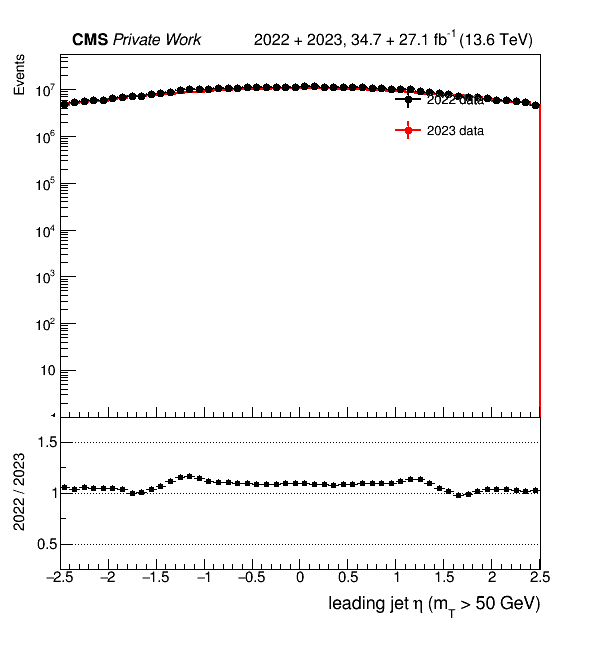 CMS Private Work 2022 + 2023, 34.7 + 27.1 fb⁻¹ (13.6 TeV)
Events
10⁷
10⁶
10⁵
10⁴
10³
10²
10
2022 data
2023 data
2022 / 2023
1.5
1
0.5
−2.5 −2 −1.5 −1 −0.5 0 0.5 1 1.5 2 2.5
leading jet η (m_T > 50 GeV)